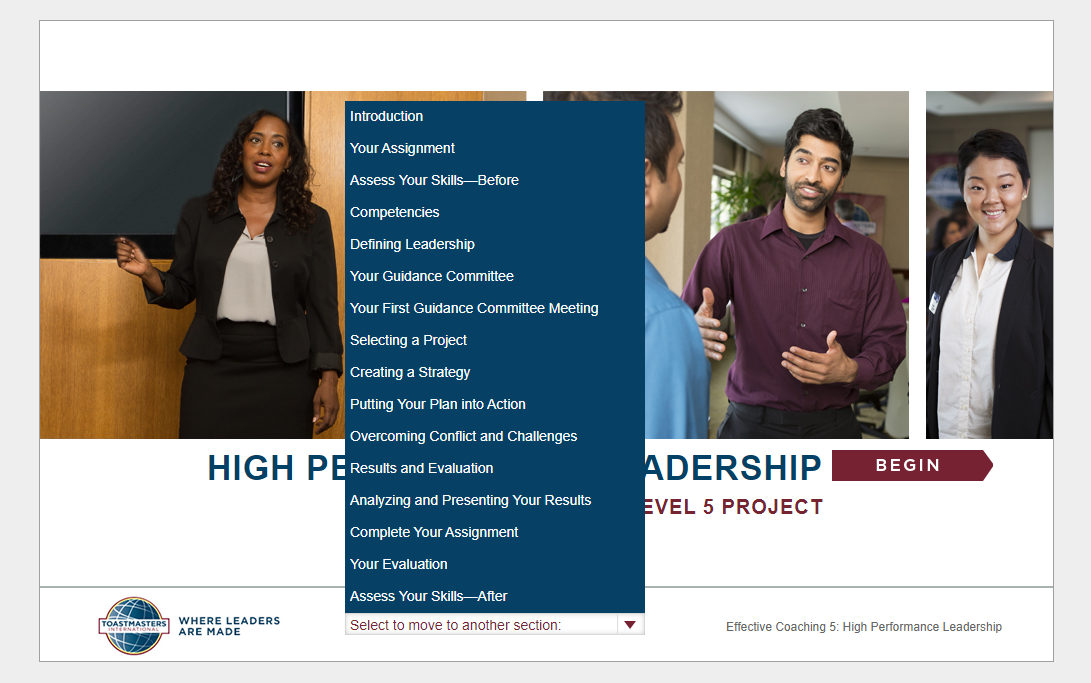 Introduction
Your Assignment
Assess Your Skills—Before
Competencies
Defining Leadership
Your Guidance Committee
Your First Guidance Committee Meeting
Selecting a Project
Creating a Strategy
Putting Your Plan into Action
Overcoming Conflict and Challenges
Results and Evaluation
Analyzing and Presenting Your Results
Complete Your Assignment
Your Evaluation
Assess Your Skills—After
HIGH PE ADERSHIP
BEGIN
EVEL 5 PROJECT
TOASTMASTERS
INTERNATIONAL
WHERE LEADERS
ARE MADE
Select to move to another section:
Effective Coaching 5: High Performance Leadership